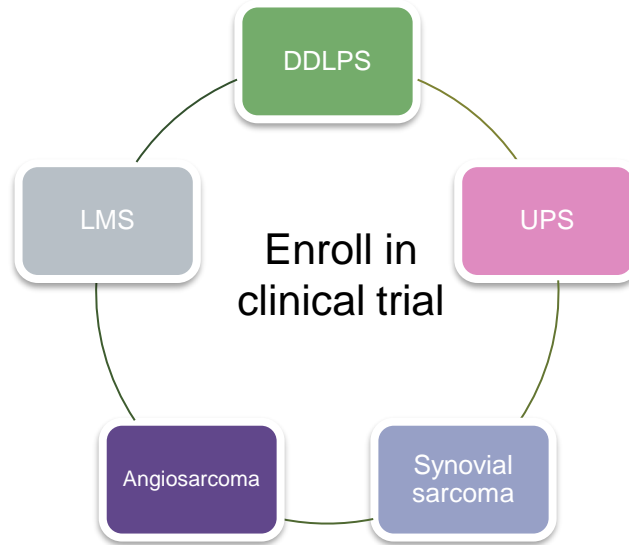 DDLPS
LMS
UPS
Enroll in
clinical trial
Angiosarcoma
Synovial
sarcoma